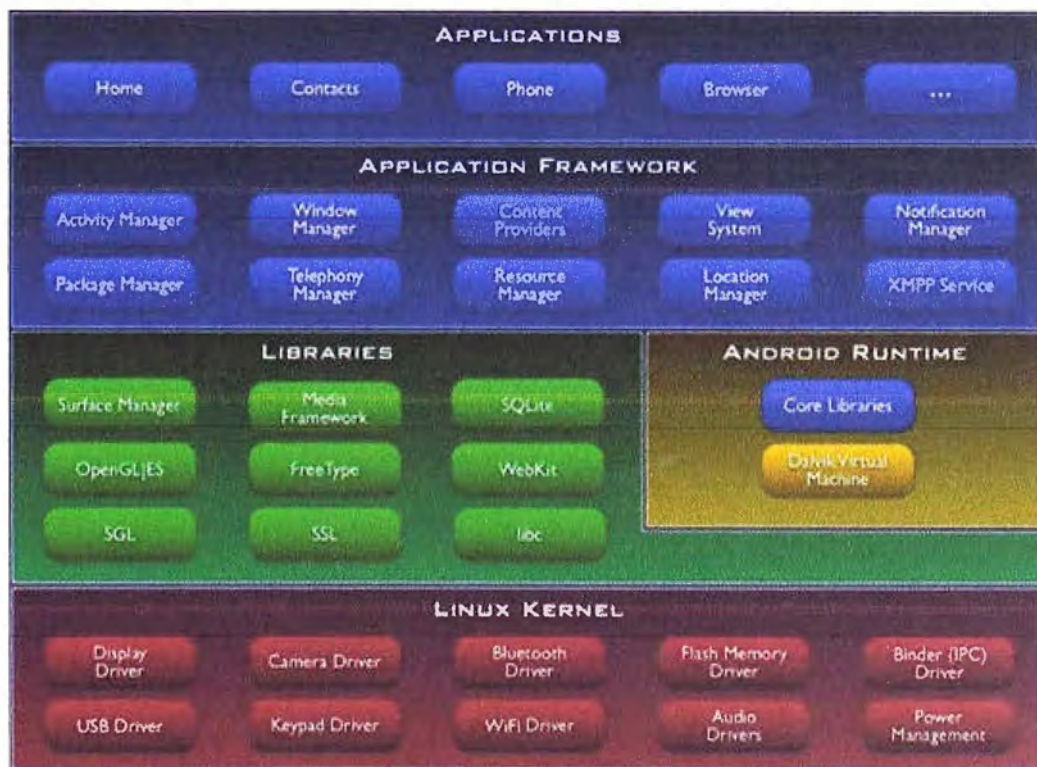 APPLICATIONS
Home
Contacts
Phone
Browser
...
APPLICATION FRAMEWORK
Activity Manager
Window
Manager
Content
Providers
View
System
Notification
Manager
Package Manager
Telephony
Manager
Resource
Manager
Location
Manager
XMPP Service
LIBRARIES
Surface Manager
Media
Framework
SQLite
OpenGL|ES
FreeType
WebKit
SGL
SSL
libc
ANDROID RUNTIME
Core Libraries
Dalvik Virtual
Machine
LINUX KERNEL
Display
Driver
Camera Driver
Bluetooth
Driver
Flash Memory
Driver
Binder (IPC)
Driver
USB Driver
Keypad Driver
WiFi Driver
Audio
Drivers
Power
Management